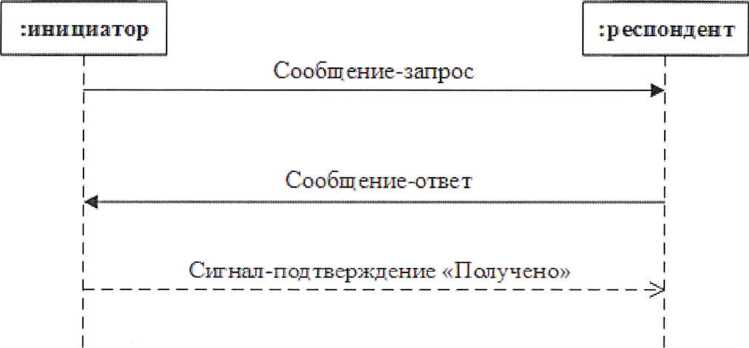 :инициатор
:респондент
Сообщение-запрос
Сообщение-ответ
Сигнал-подтверждение «Получено»